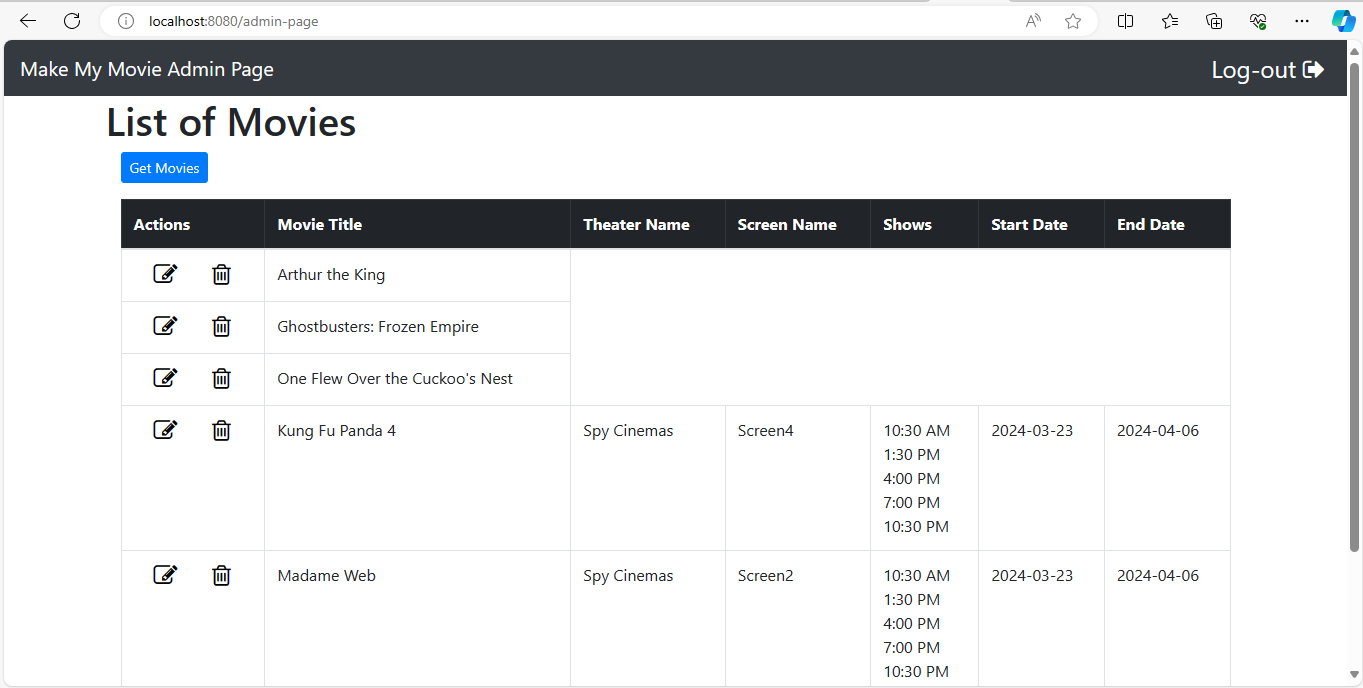 localhost:8080/admin-page
Make My Movie Admin Page
Log-out
List of Movies
Get Movies
Actions Movie Title Theater Name Screen Name Shows Start Date End Date
Arthur the King
Ghostbusters: Frozen Empire
One Flew Over the Cuckoo's Nest
Kung Fu Panda 4 Spy Cinemas Screen4 10:30 AM 2024-03-23 2024-04-06
1:30 PM
4:00 PM
7:00 PM
10:30 PM
Madame Web Spy Cinemas Screen2 10:30 AM 2024-03-23 2024-04-06
1:30 PM
4:00 PM
7:00 PM
10:30 PM